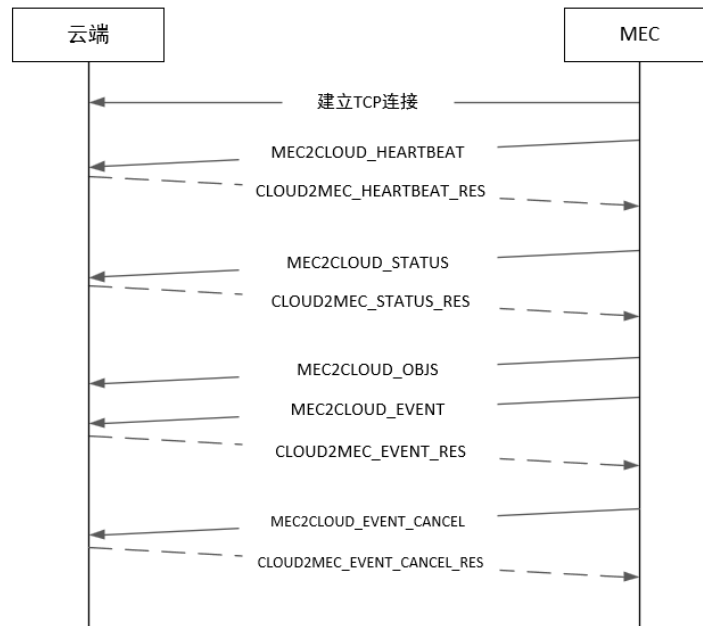 云端
MEC
建立TCP连接
MEC2CLOUD_HEARTBEAT
CLOUD2MEC_HEARTBEAT_RES
MEC2CLOUD_STATUS
CLOUD2MEC_STATUS_RES
MEC2CLOUD_OBJS
MEC2CLOUD_EVENT
CLOUD2MEC_EVENT_RES
MEC2CLOUD_EVENT_CANCEL
CLOUD2MEC_EVENT_CANCEL_RES